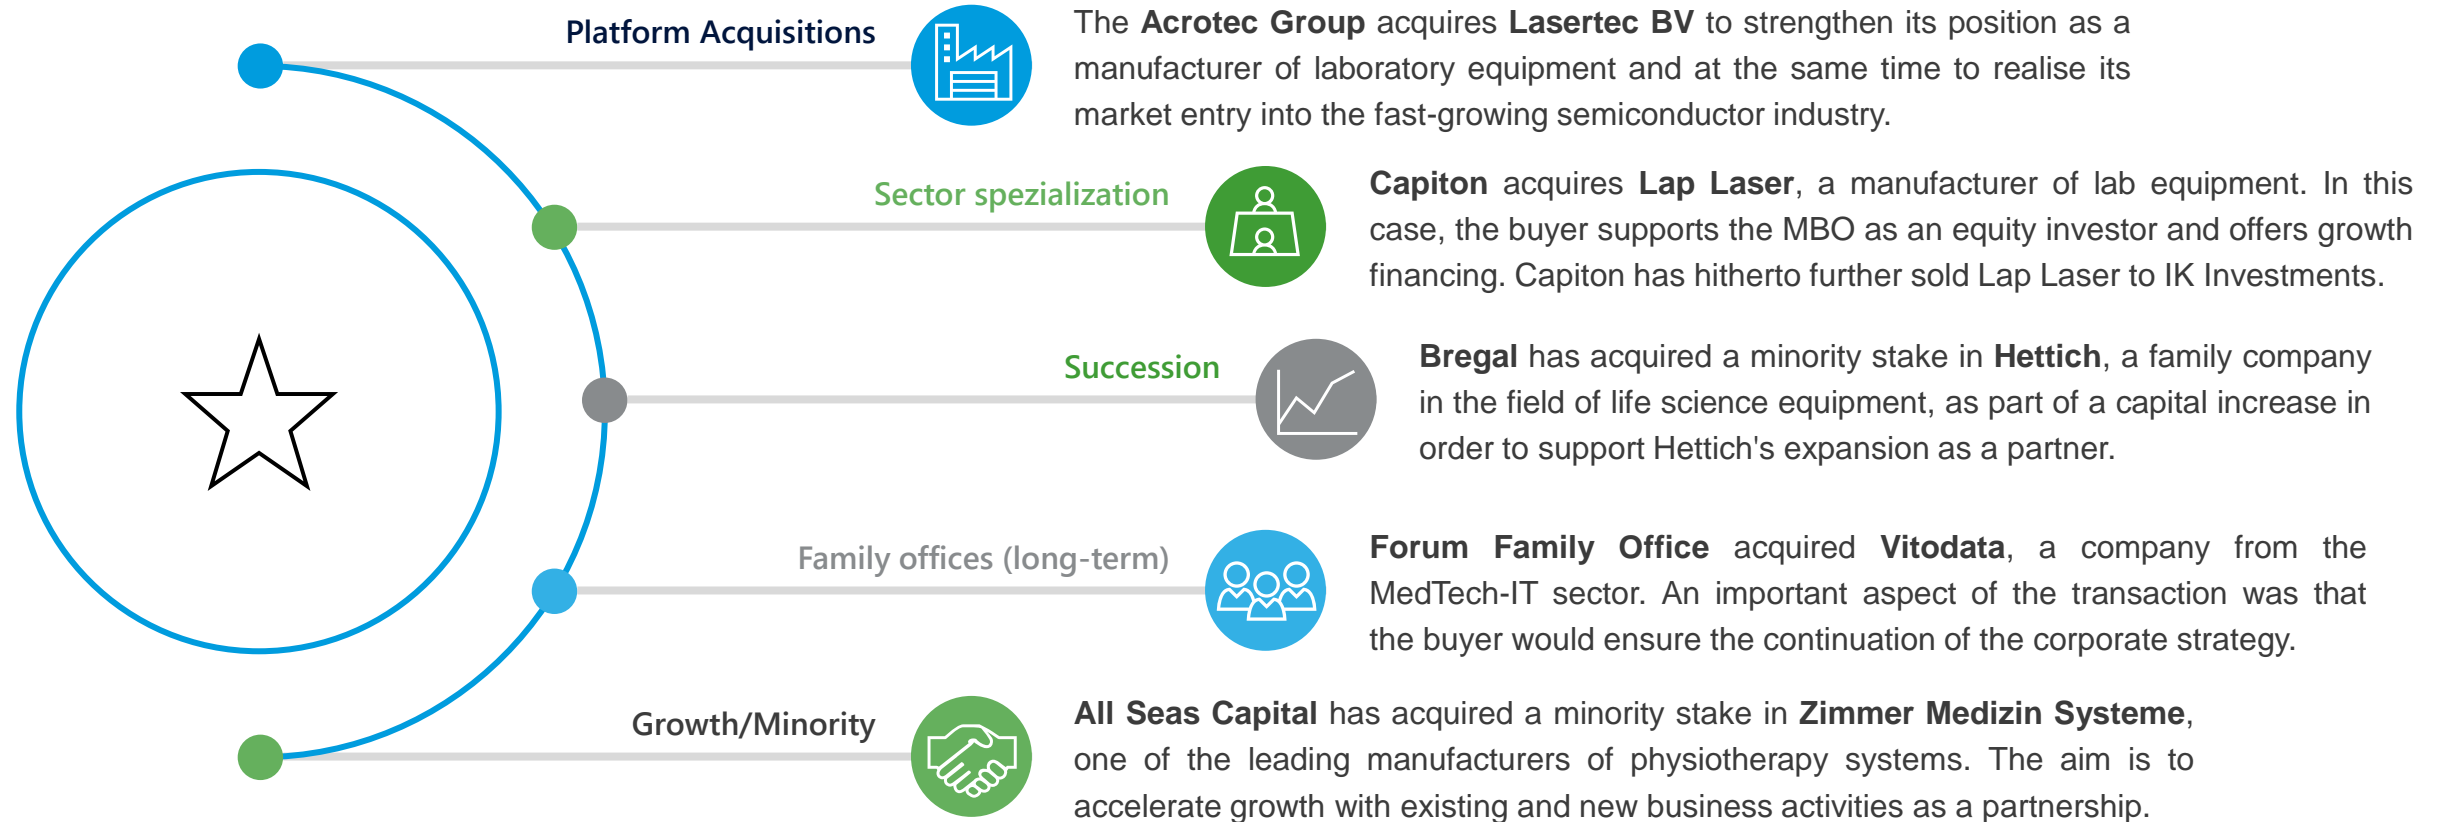 Platform Acquisitions
The Acrotec Group acquires Lasertec BV to strengthen its position as a
manufacturer of laboratory equipment and at the same time to realise its
market entry into the fast-growing semiconductor industry.
Sector spezialization
Capiton acquires Lap Laser, a manufacturer of lab equipment. In this
case, the buyer supports the MBO as an equity investor and offers growth
financing. Capiton has hitherto further sold Lap Laser to IK Investments.
Succession
Bregal has acquired a minority stake in Hettich, a family company
in the field of life science equipment, as part of a capital increase in
order to support Hettich's expansion as a partner.
Family offices (long-term)
Forum Family Office acquired Vitodata, a company from the
MedTech-IT sector. An important aspect of the transaction was that
the buyer would ensure the continuation of the corporate strategy.
Growth/Minority
All Seas Capital has acquired a minority stake in Zimmer Medizin Systeme,
one of the leading manufacturers of physiotherapy systems. The aim is to
accelerate growth with existing and new business activities as a partnership.